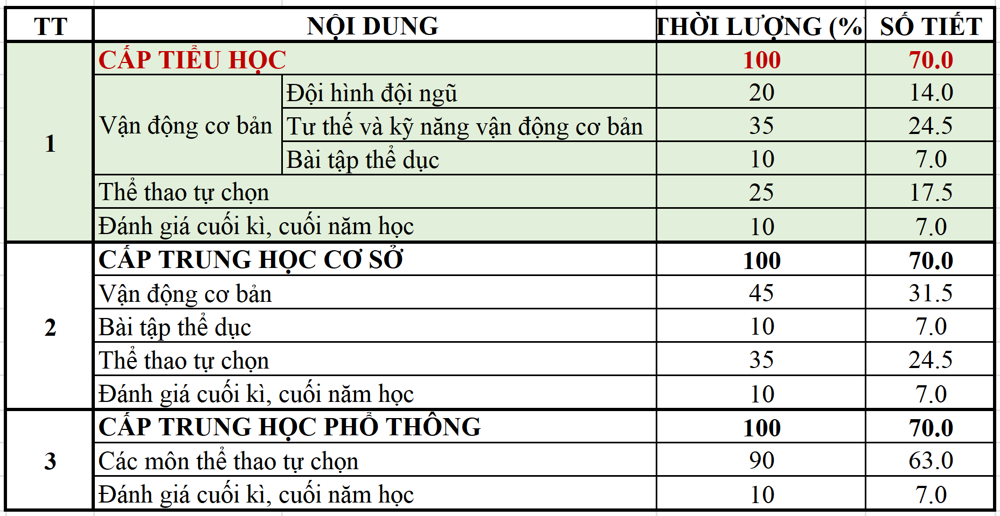 TT NỘI DUNG THỜI LƯỢNG (% SỐ TIẾT
1
CẤP TIỂU HỌC 100 70.0
Vận động cơ bản
Đội hình đội ngũ 20 14.0
Tư thế và kỹ năng vận động cơ bản 35 24.5
Bài tập thể dục 10 7.0
Thể thao tự chọn 25 17.5
Đánh giá cuối kì, cuối năm học 10 7.0
2
CẤP TRUNG HỌC CƠ SỞ 100 70.0
Vận động cơ bản 45 31.5
Bài tập thể dục 10 7.0
Thể thao tự chọn 35 24.5
Đánh giá cuối kì, cuối năm học 10 7.0
3
CẤP TRUNG HỌC PHỔ THÔNG 100 70.0
Các môn thể thao tự chọn 90 63.0
Đánh giá cuối kì, cuối năm học 10 7.0